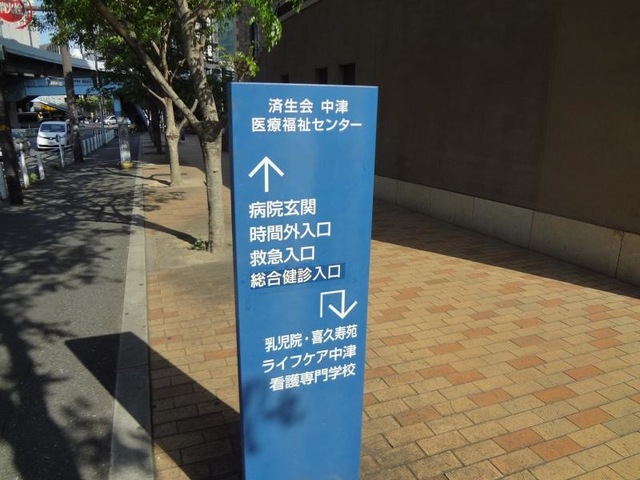 済生会 中津
医療福祉センター
病院玄関
時間外入口
救急入口
総合健診入口
乳児院・喜久寿苑
ライフケア中津
看護専門学校